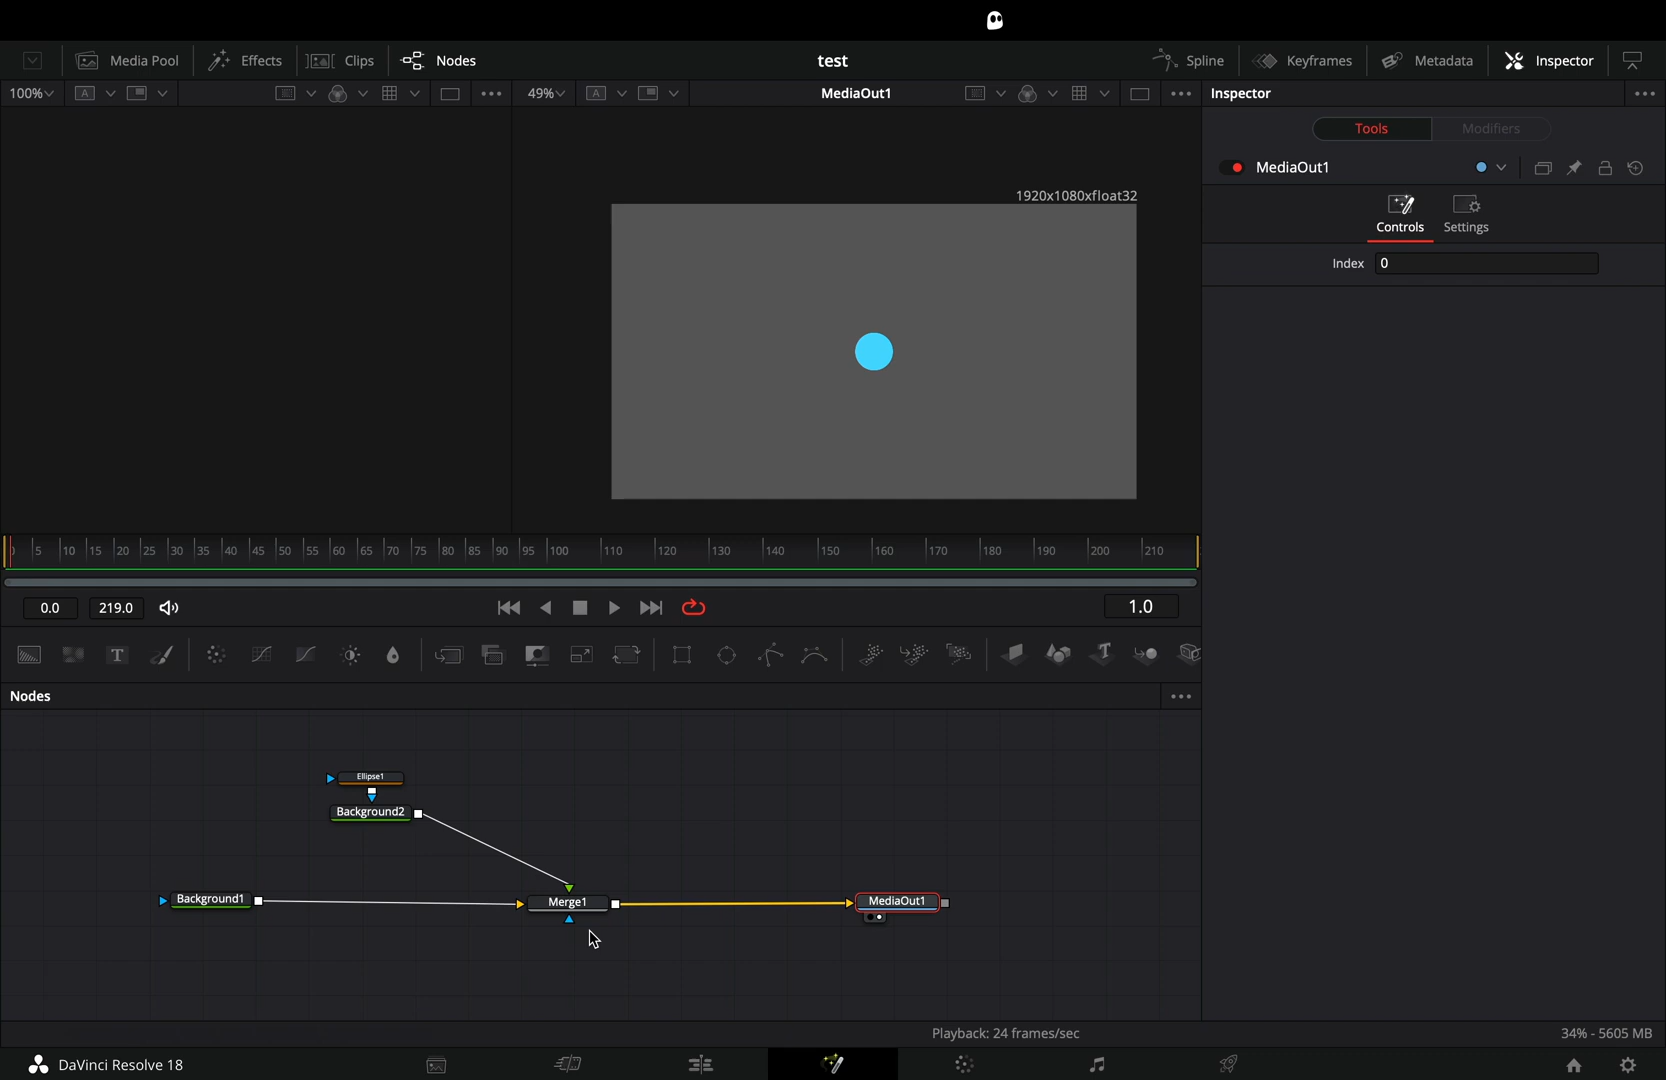 Media Pool Effects Clips Nodes test Spline Keyframes Metadata Inspector
100% A 49% A MediaOut1 Inspector
Tools Modifiers
MediaOut1
1920x1080xfloat32
Controls Settings
Index 0
5 10 15 20 25 30 35 40 45 50 55 60 65 70 75 80 85 90 95 100 110 120 130 140 150 160 170 180 190 200 210
0.0 219.0 1.0
T T
Nodes
Ellipse1
Background2
Background1 Merge1 MediaOut1
Playback: 24 frames/sec 34% - 5605 MB
DaVinci Resolve 18